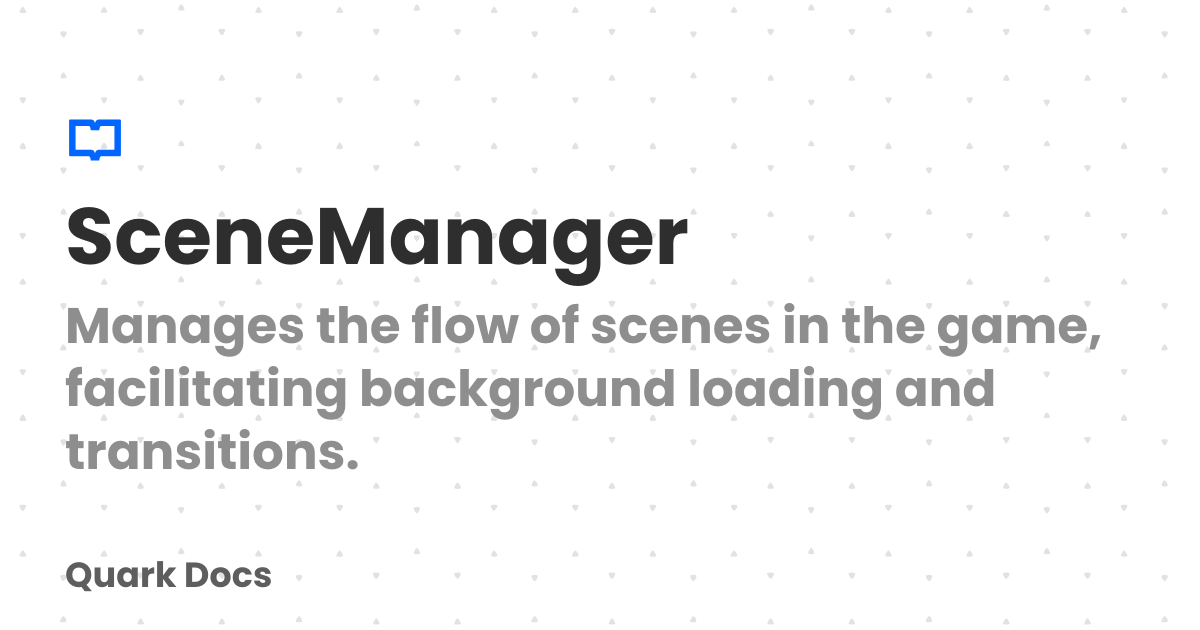 SceneManager
Manages the flow of scenes in the game,
facilitating background loading and
transitions.
Quark Docs